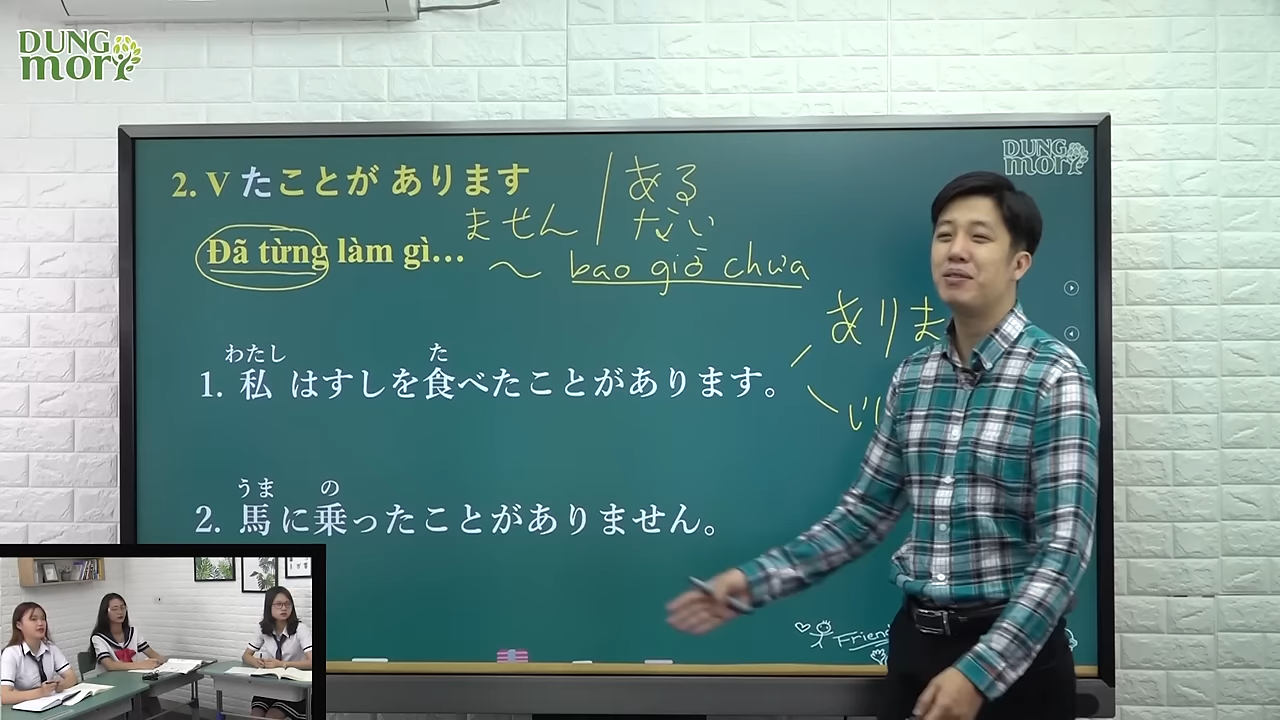 DUNG
mori
DUNG
mori
2. V たことが あります
ません / ある
ない
Đã từng làm gì...
~ bao giờ chưa
ありま
わたし た
1. 私 はすしを食べたことがあります。
うま の
2. 馬に乗ったことがありません。